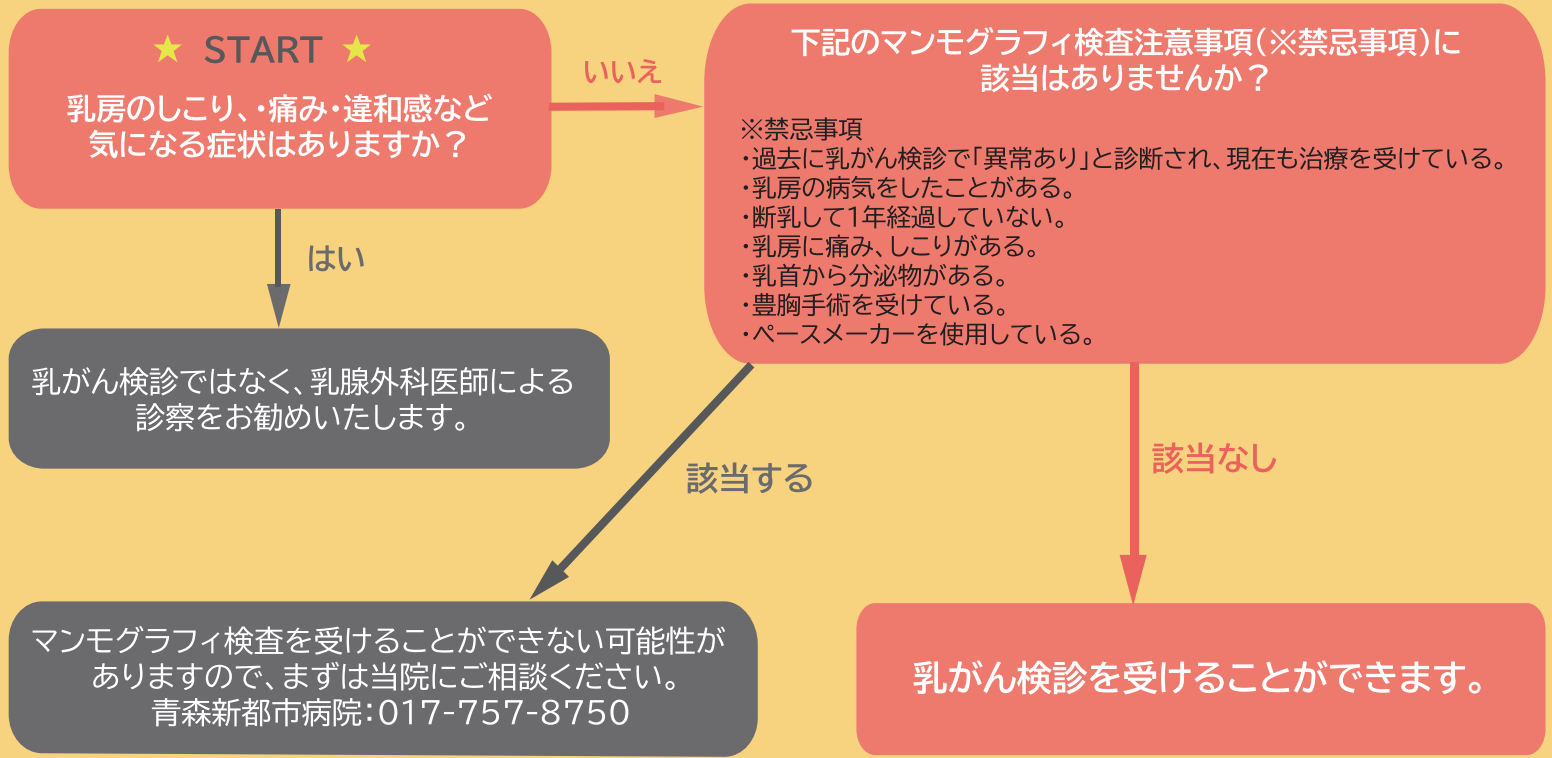 ★ START ★
乳房のしこり、・痛み・違和感など
気になる症状はありますか？
いいえ
下記のマンモグラフィ検査注意事項（※禁忌事項）に
該当はありませんか？
※禁忌事項
・過去に乳がん検診で「異常あり」と診断され、現在も治療を受けている。
・乳房の病気をしたことがある。
・断乳して1年経過していない。
・乳房に痛み、しこりがある。
・乳首から分泌物がある。
・豊胸手術を受けている。
・ペースメーカーを使用している。
はい
乳がん検診ではなく、乳腺外科医師による
診察をお勧めいたします。
該当する
該当なし
マンモグラフィ検査を受けることができない可能性が
ありますので、まずは当院にご相談ください。
青森新都市病院：017-757-8750
乳がん検診を受けることができます。